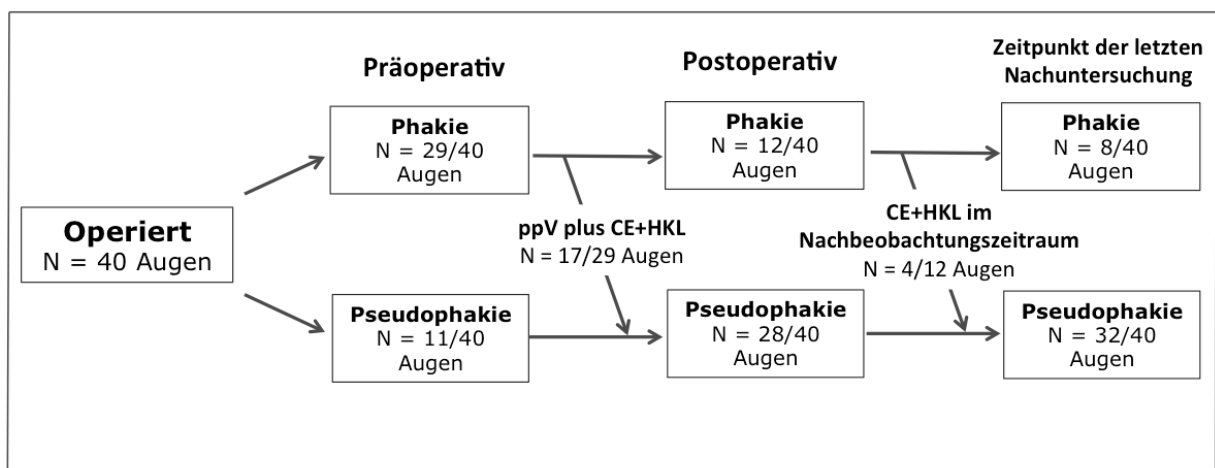 Präoperativ
Postoperativ
Zeitpunkt der letzten
Nachuntersuchung
Operiert
N = 40 Augen
Phakie
N = 29/40
Augen
Phakie
N = 12/40
Augen
Phakie
N = 8/40
Augen
ppV plus CE+HKL
N = 17/29 Augen
CE+HKL im
Nachbeobachtungszeitraum
N = 4/12 Augen
Pseudophakie
N = 11/40
Augen
Pseudophakie
N = 28/40
Augen
Pseudophakie
N = 32/40
Augen